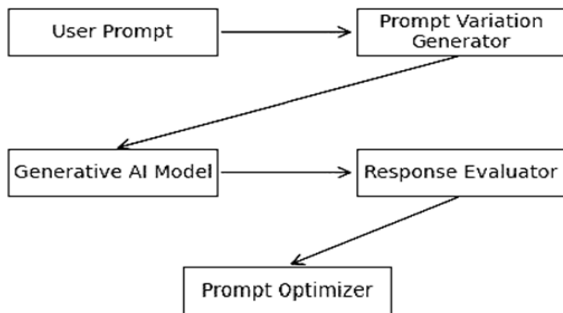 User Prompt
Prompt Variation
Generator
Generative AI Model
Response Evaluator
Prompt Optimizer